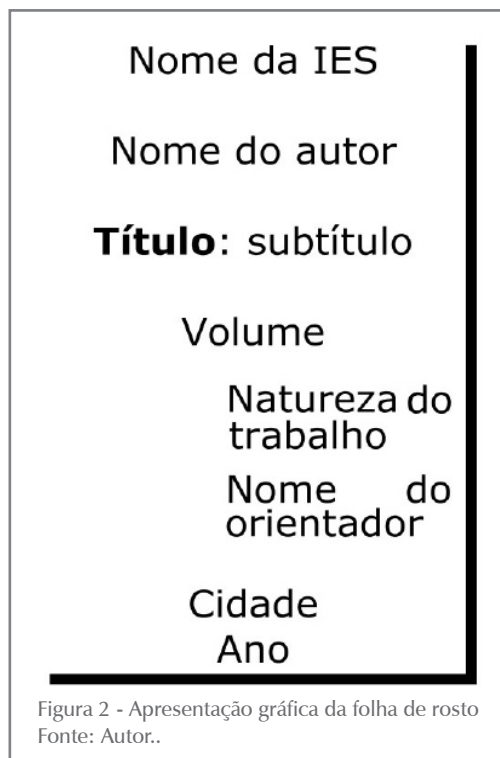 Nome da IES
Nome do autor
Título: subtítulo
Volume
Natureza do
trabalho
Nome do
orientador
Cidade
Ano
Figura 2 - Apresentação gráfica da folha de rosto
Fonte: Autor..